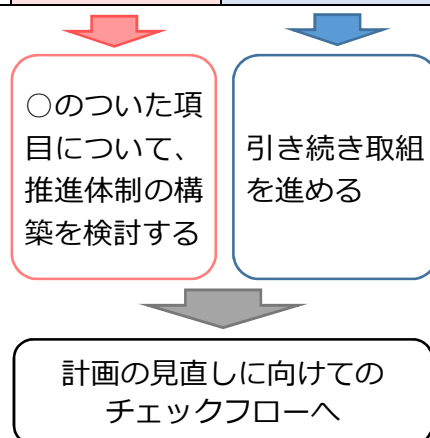 ○のついた項
目について、
推進体制の構
築を検討する
引き続き取組
を進める
計画の見直しに向けての
チェックフローへ